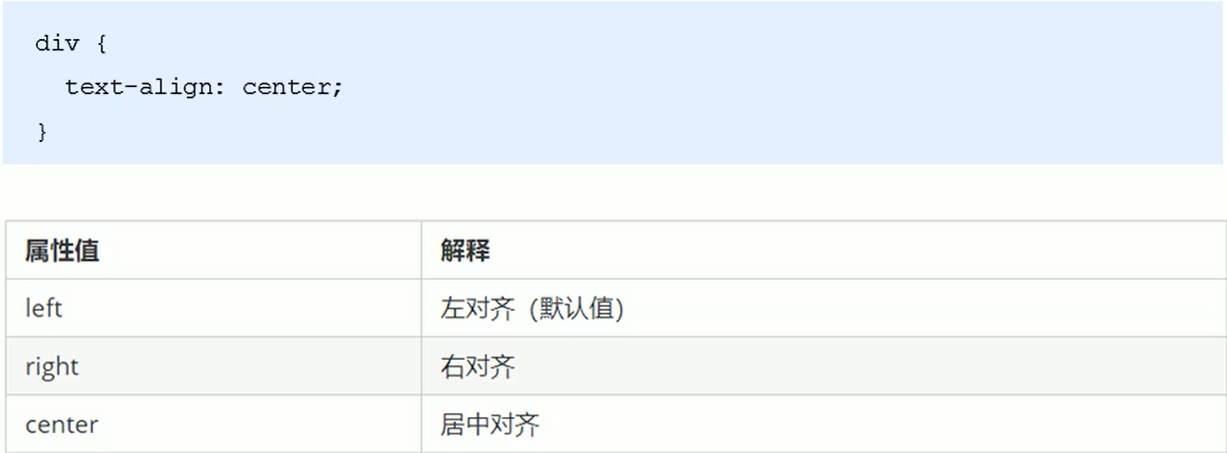 div {
  text-align: center;
}
属性值 解释
left 左对齐（默认值）
right 右对齐
center 居中对齐